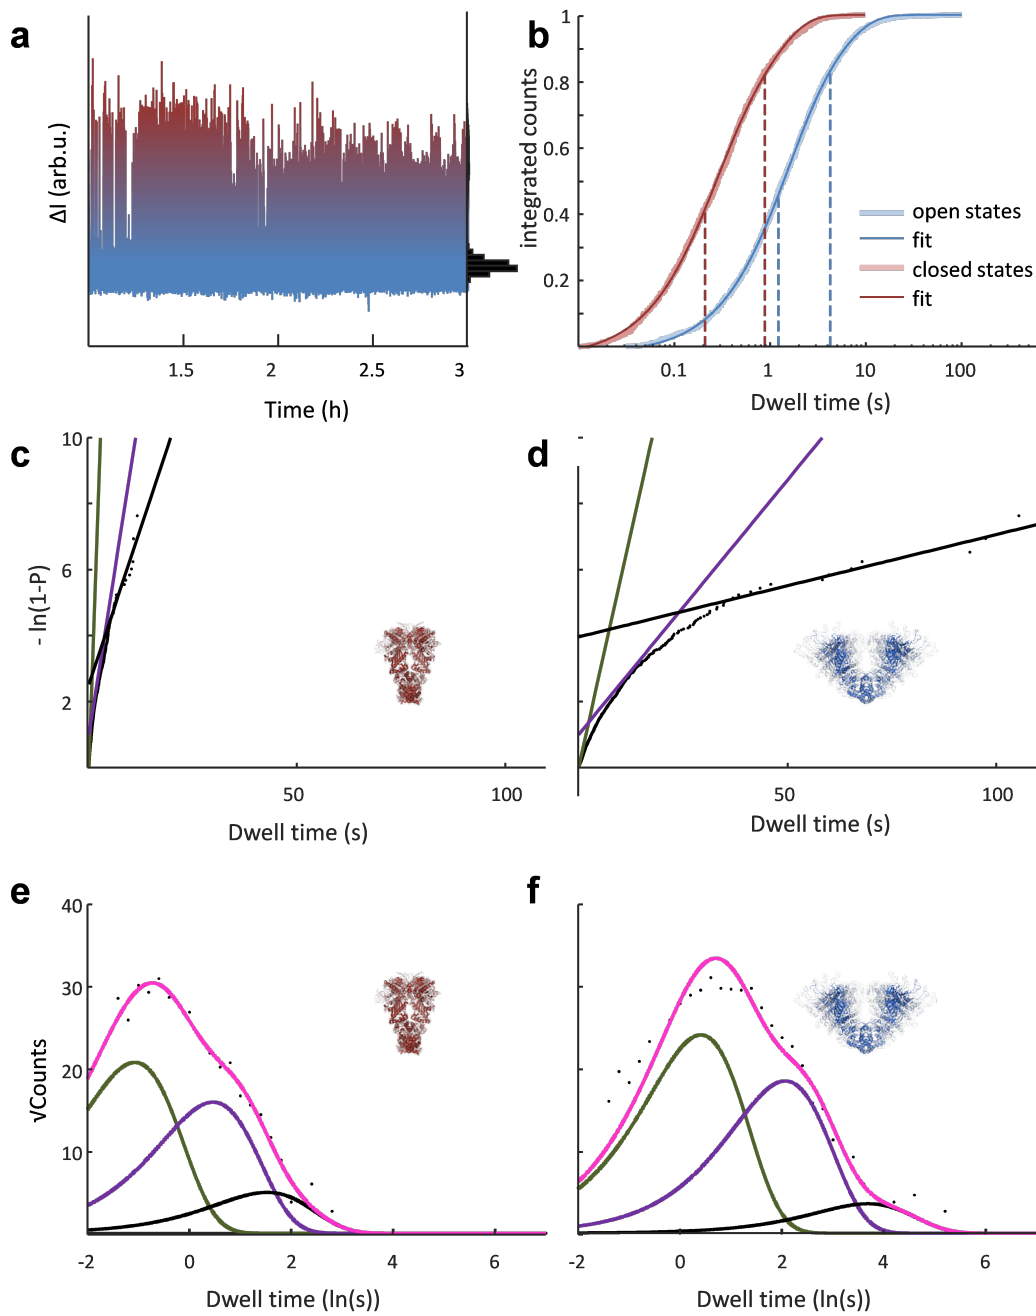 a
ΔI (arb.u.)
1.5
2
2.5
3
Time (h)
b
integrated counts
1
0.8
0.6
0.4
0.2
open states
fit
closed states
fit
0.1
1
10
100
Dwell time (s)
c
- ln(1-P)
10
6
2
50
100
Dwell time (s)
d
50
100
Dwell time (s)
e
√Counts
40
30
20
10
-2
0
2
4
6
Dwell time (ln(s))
f
-2
0
2
4
6
Dwell time (ln(s))